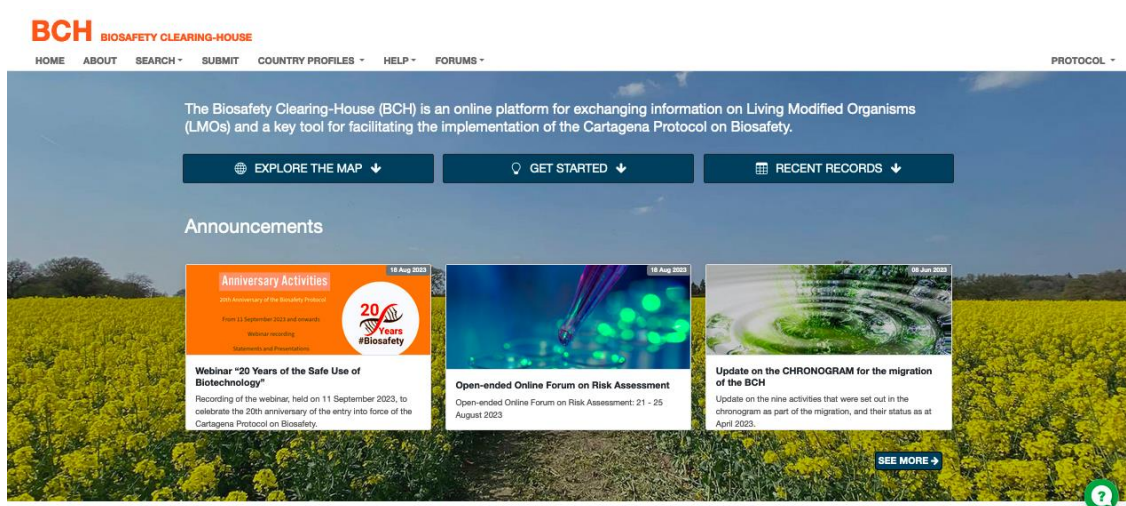 BCH BIOSAFETY CLEARING-HOUSE
HOME ABOUT SEARCH SUBMIT COUNTRY PROFILES HELP FORUMS PROTOCOL
The Biosafety Clearing-House (BCH) is an online platform for exchanging information on Living Modified Organisms
(LMOs) and a key tool for facilitating the implementation of the Cartagena Protocol on Biosafety.
EXPLORE THE MAP
GET STARTED
RECENT RECORDS
Announcements
18 Aug 2023
Anniversary Activities
20th Anniversary of the Biosafety Protocol
From 11 September 2023 and onwards
Webinar recording
Statements and Presentations
20
Years
#Biosafety
Webinar “20 Years of the Safe Use of
Biotechnology”
Recording of the webinar, held on 11 September 2023, to
celebrate the 20th anniversary of the entry into force of the
Cartagena Protocol on Biosafety.
18 Aug 2023
Open-ended Online Forum on Risk Assessment
Open-ended Online Forum on Risk Assessment: 21 - 25
August 2023
06 Jun 2023
Update on the CHRONOGRAM for the migration
of the BCH
Update on the nine activities that were set out in the
chronogram as part of the migration, and their status as at
April 2023.
SEE MORE
?